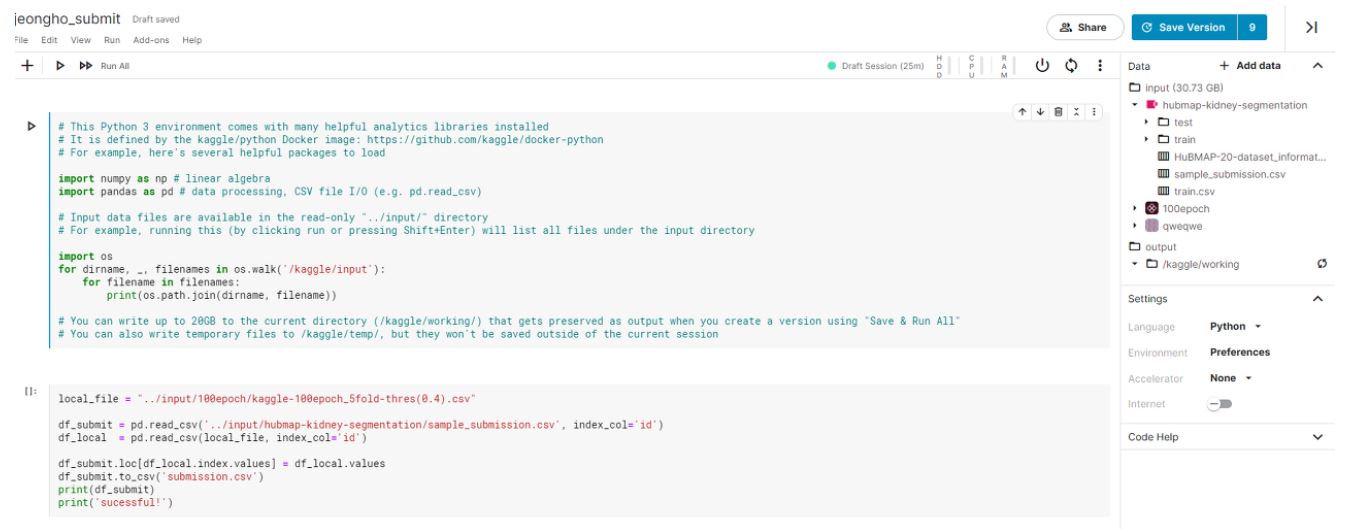 jeongho_submit Draft saved
File Edit View Run Add-ons Help
Share
Save Version 9
Run All
Draft Session (25m)
HDD
CPU
RAM
# This Python 3 environment comes with many helpful analytics libraries installed
# It is defined by the kaggle/python Docker image: https://github.com/kaggle/docker-python
# For example, here's several helpful packages to load
import numpy as np # linear algebra
import pandas as pd # data processing, CSV file I/O (e.g. pd.read_csv)
# Input data files are available in the read-only "../input/" directory
# For example, running this (by clicking run or pressing Shift+Enter) will list all files under the input directory
import os
for dirname, _, filenames in os.walk('/kaggle/input'):
    for filename in filenames:
        print(os.path.join(dirname, filename))
# You can write up to 20GB to the current directory (/kaggle/working/) that gets preserved as output when you create a version using "Save & Run All"
# You can also write temporary files to /kaggle/temp/, but they won't be saved outside of the current session
[]:
local_file = "../input/100epoch/kaggle-100epoch_5fold-thres(0.4).csv"
df_submit = pd.read_csv('../input/hubmap-kidney-segmentation/sample_submission.csv', index_col='id')
df_local  = pd.read_csv(local_file, index_col='id')
df_submit.loc[df_local.index.values] = df_local.values
df_submit.to_csv('submission.csv')
print(df_submit)
print('sucessful!')
Data + Add data
input (30.73 GB)
hubmap-kidney-segmentation
test
train
HuBMAP-20-dataset_informat...
sample_submission.csv
train.csv
100epoch
qweqwe
output
/kaggle/working
Settings
Language Python
Environment Preferences
Accelerator None
Internet
Code Help